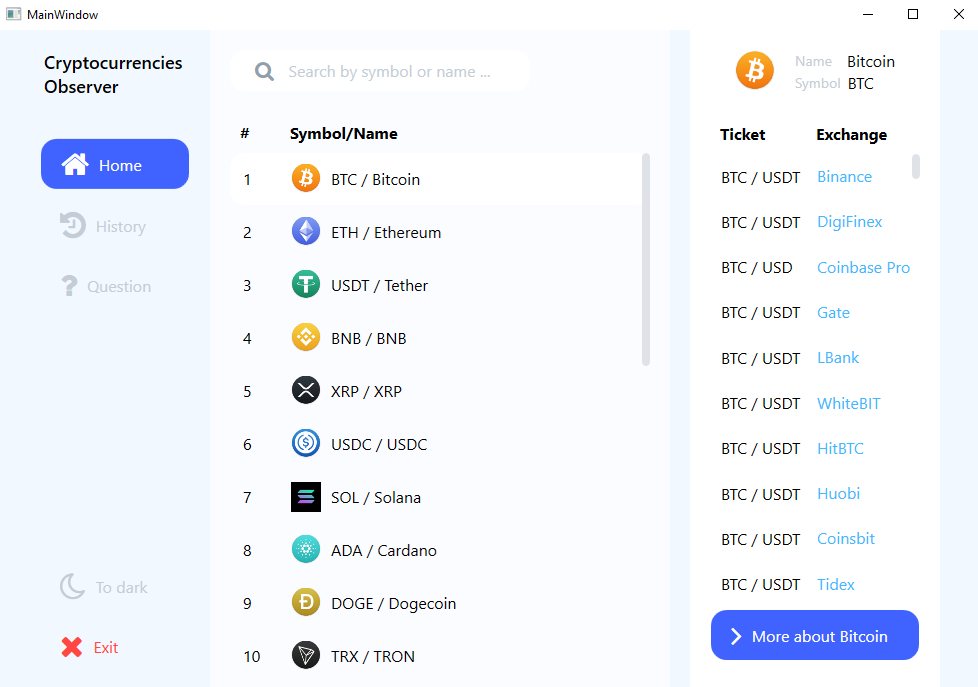 MainWindow
Cryptocurrencies
Observer
Home
History
Question
To dark
Exit
Search by symbol or name ...
# Symbol/Name
1 BTC / Bitcoin
2 ETH / Ethereum
3 USDT / Tether
4 BNB / BNB
5 XRP / XRP
6 USDC / USDC
7 SOL / Solana
8 ADA / Cardano
9 DOGE / Dogecoin
10 TRX / TRON
Name Bitcoin
Symbol BTC
Ticket Exchange
BTC / USDT Binance
BTC / USDT DigiFinex
BTC / USD Coinbase Pro
BTC / USDT Gate
BTC / USDT LBank
BTC / USDT WhiteBIT
BTC / USDT HitBTC
BTC / USDT Huobi
BTC / USDT Coinsbit
BTC / USDT Tidex
More about Bitcoin